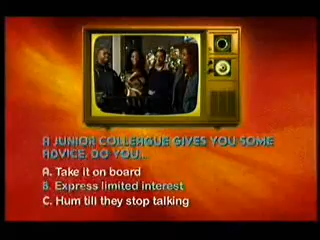 A JUNIOR COLLEAGUE GIVES YOU SOME
ADVICE. DO YOU...
A. Take it on board
B. Express limited interest
C. Hum till they stop talking